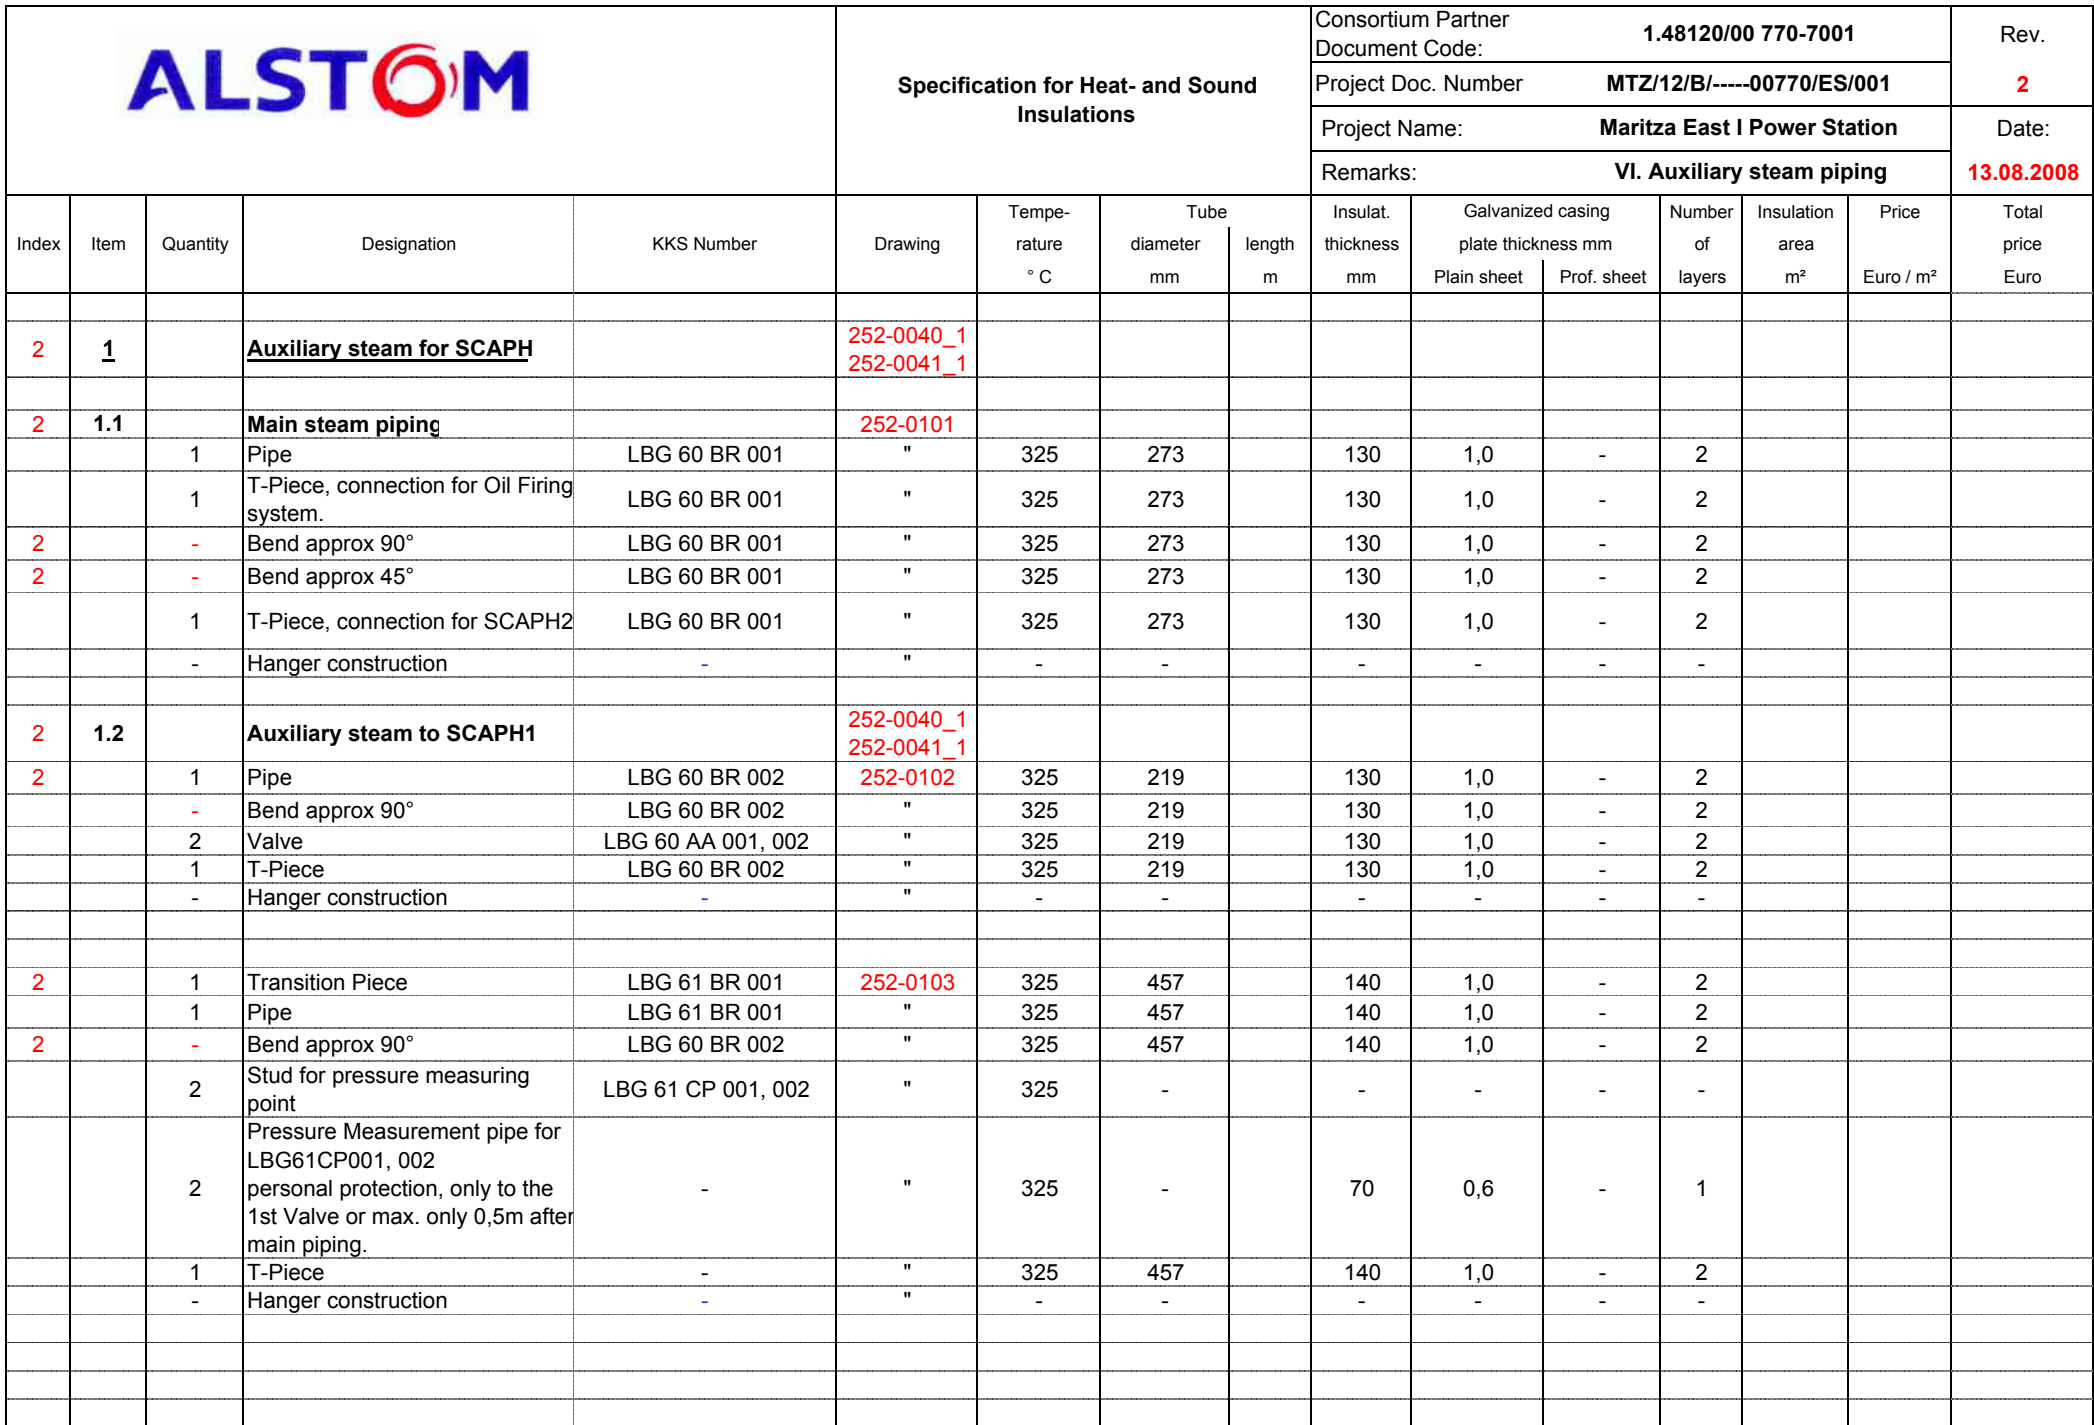 ALSTOM
Specification for Heat- and Sound
Insulations
Consortium Partner
Document Code:
1.48120/00 770-7001
Rev.
Project Doc. Number MTZ/12/B/-----00770/ES/001 2
Project Name: Maritza East I Power Station Date:
Remarks: VI. Auxiliary steam piping 13.08.2008
Tempe- Tube Insulat. Galvanized casing Number Insulation Price Total
Index Item Quantity Designation KKS Number Drawing rature diameter length thickness plate thickness mm of area price
° C mm m mm Plain sheet Prof. sheet layers m² Euro / m² Euro
2 1 Auxiliary steam for SCAPH 252-0040_1
252-0041_1
2 1.1 Main steam piping 252-0101
1 Pipe LBG 60 BR 001 " 325 273 130 1,0 - 2
1 T-Piece, connection for Oil Firing
system. LBG 60 BR 001 " 325 273 130 1,0 - 2
2 - Bend approx 90° LBG 60 BR 001 " 325 273 130 1,0 - 2
2 - Bend approx 45° LBG 60 BR 001 " 325 273 130 1,0 - 2
1 T-Piece, connection for SCAPH2 LBG 60 BR 001 " 325 273 130 1,0 - 2
- Hanger construction - " - - - - - -
2 1.2 Auxiliary steam to SCAPH1 252-0040_1
252-0041_1
2 1 Pipe LBG 60 BR 002 252-0102 325 219 130 1,0 - 2
- Bend approx 90° LBG 60 BR 002 " 325 219 130 1,0 - 2
2 Valve LBG 60 AA 001, 002 " 325 219 130 1,0 - 2
1 T-Piece LBG 60 BR 002 " 325 219 130 1,0 - 2
- Hanger construction - " - - - - - -
2 1 Transition Piece LBG 61 BR 001 252-0103 325 457 140 1,0 - 2
1 Pipe LBG 61 BR 001 " 325 457 140 1,0 - 2
2 - Bend approx 90° LBG 60 BR 002 " 325 457 140 1,0 - 2
2 Stud for pressure measuring
point LBG 61 CP 001, 002 " 325 - - - - -
Pressure Measurement pipe for
LBG61CP001, 002
2 personal protection, only to the - " 325 - 70 0,6 - 1
1st Valve or max. only 0,5m after
main piping.
1 T-Piece - " 325 457 140 1,0 - 2
- Hanger construction - " - - - - - -